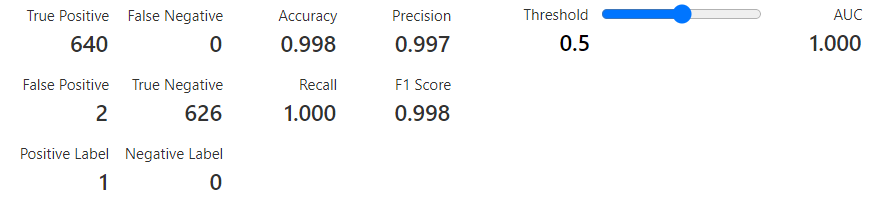 True Positive False Negative Accuracy Precision Threshold AUC
640 0 0.998 0.997 0.5 1.000
False Positive True Negative Recall F1 Score
2 626 1.000 0.998
Positive Label Negative Label
1 0